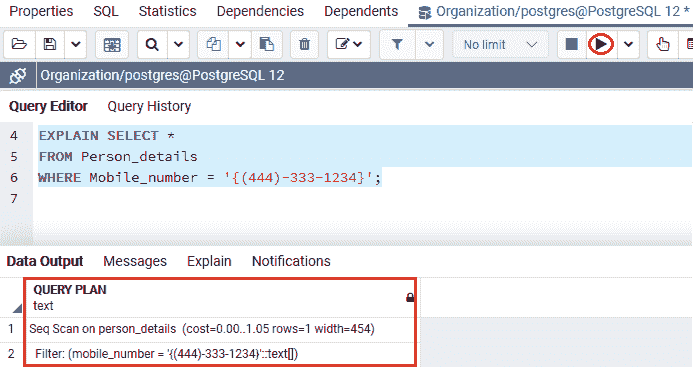 Properties SQL Statistics Dependencies Dependents Organization/postgres@PostgreSQL 12 *
No limit
Organization/postgres@PostgreSQL 12
Query Editor Query History
4 EXPLAIN SELECT *
5 FROM Person_details
6 WHERE Mobile_number = '{(444)-333-1234}';
7
Data Output Messages Explain Notifications
QUERY PLAN
text
1 Seq Scan on person_details (cost=0.00..1.05 rows=1 width=454)
2 Filter: (mobile_number = '{(444)-333-1234}'::text[])